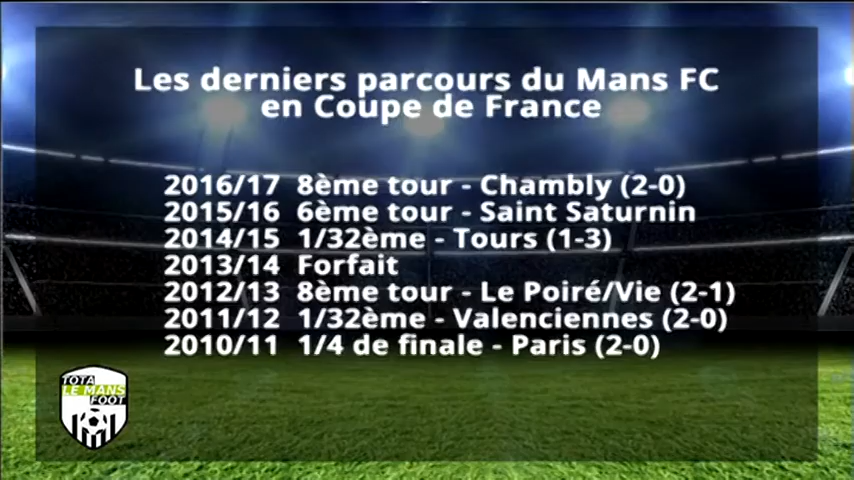 Les derniers parcours du Mans FC
en Coupe de France
2016/17 8ème tour - Chambly (2-0)
2015/16 6ème tour - Saint Saturnin
2014/15 1/32ème - Tours (1-3)
2013/14 Forfait
2012/13 8ème tour - Le Poiré/Vie (2-1)
2011/12 1/32ème - Valenciennes (2-0)
2010/11 1/4 de finale - Paris (2-0)
TOTA
LE MANS
FOOT